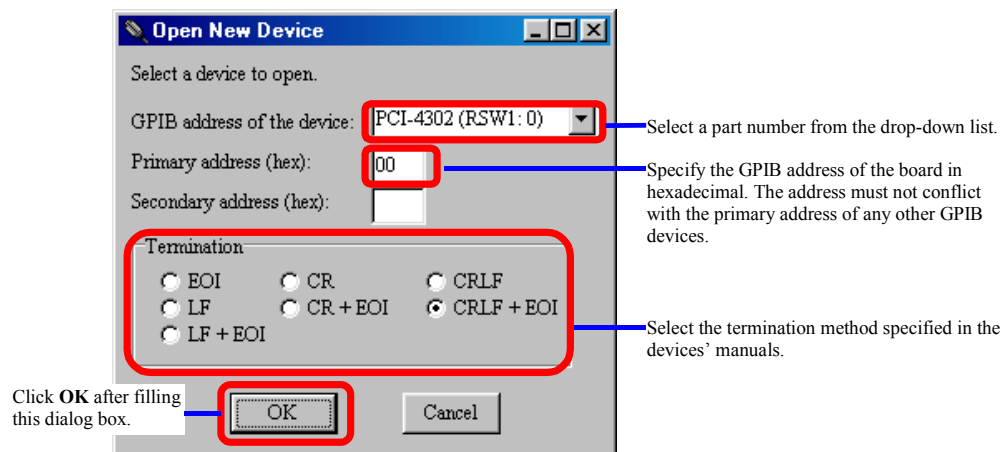 Open New Device
Select a device to open.
GPIB address of the device: PCI-4302 (RSW1: 0)
Select a part number from the drop-down list.
Primary address (hex): 00
Specify the GPIB address of the board in
hexadecimal. The address must not conflict
with the primary address of any other GPIB
devices.
Secondary address (hex):
Termination
EOI CR CRLF
LF CR + EOI CRLF + EOI
LF + EOI
Select the termination method specified in the
devices’ manuals.
Click OK after filling
this dialog box.
OK Cancel